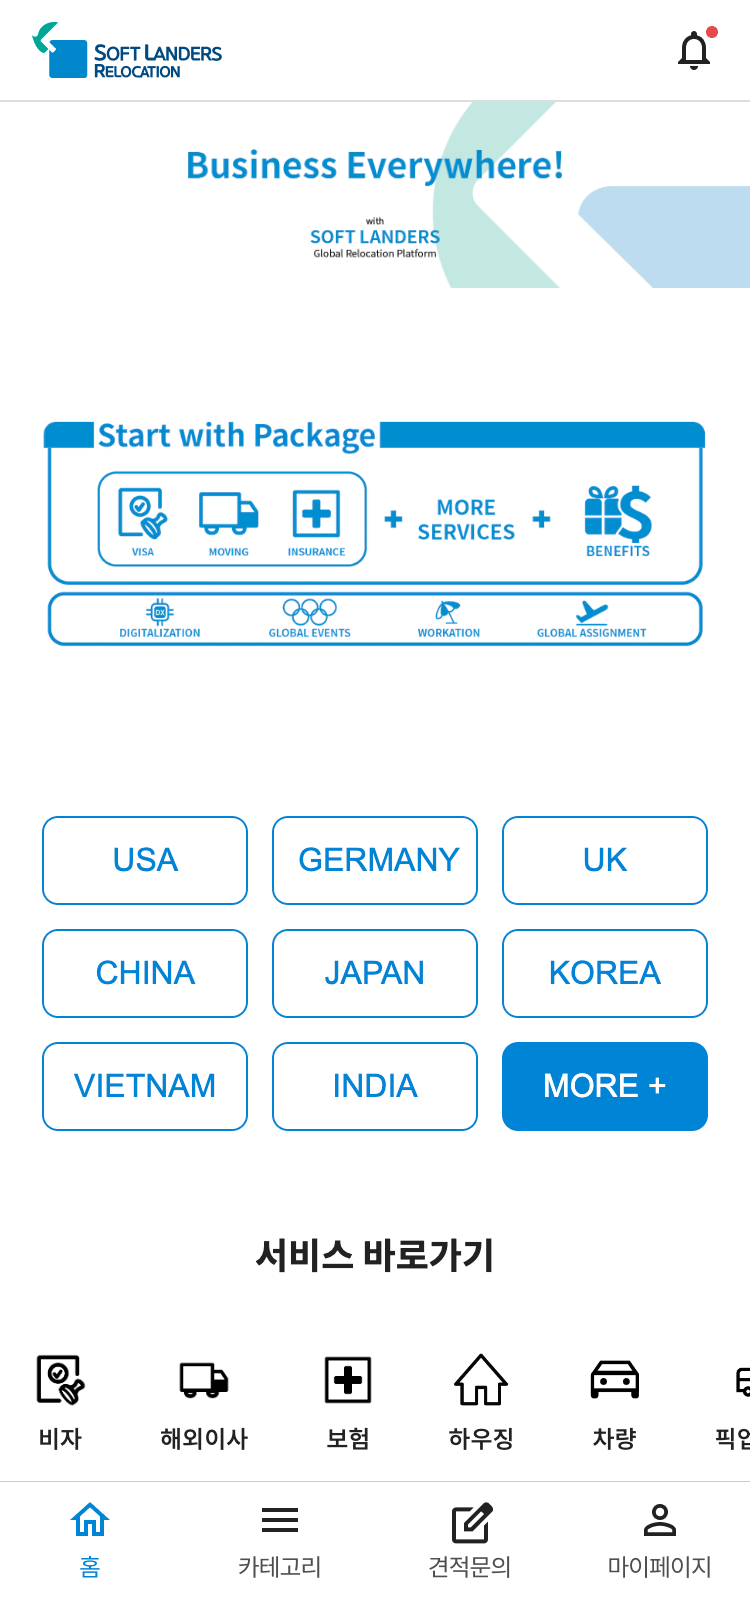 SOFT LANDERS
RELOCATION
Business Everywhere!
with
SOFT LANDERS
Global Relocation Platform
Start with Package
VISA
MOVING
INSURANCE
+
MORE
SERVICES
+
$
BENEFITS
DX
DIGITALIZATION
GLOBAL EVENTS
WORKATION
GLOBAL ASSIGNMENT
USA
GERMANY
UK
CHINA
JAPAN
KOREA
VIETNAM
INDIA
MORE +
서비스 바로가기
비자
해외이사
보험
하우징
차량
홈
카테고리
견적문의
마이페이지